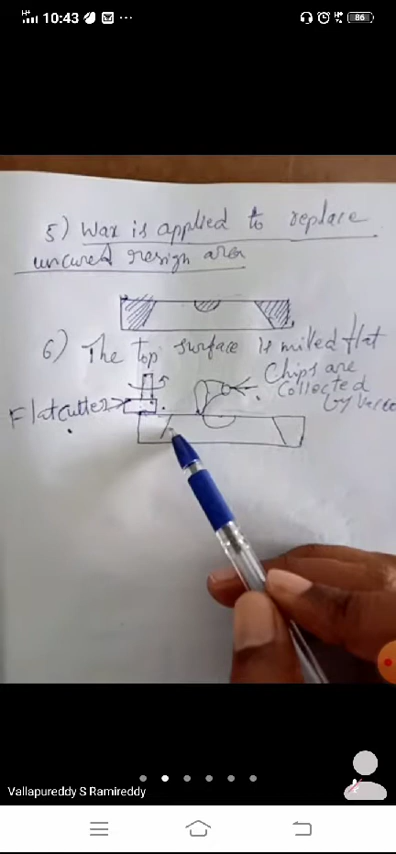 H+ 10:43 ... H+ 86
5) Wax is applied to replace
uncured resign area
6) The top surface is milled flat
Chips are
Collected
by
Flatcutter
Vallapureddy S Ramireddy